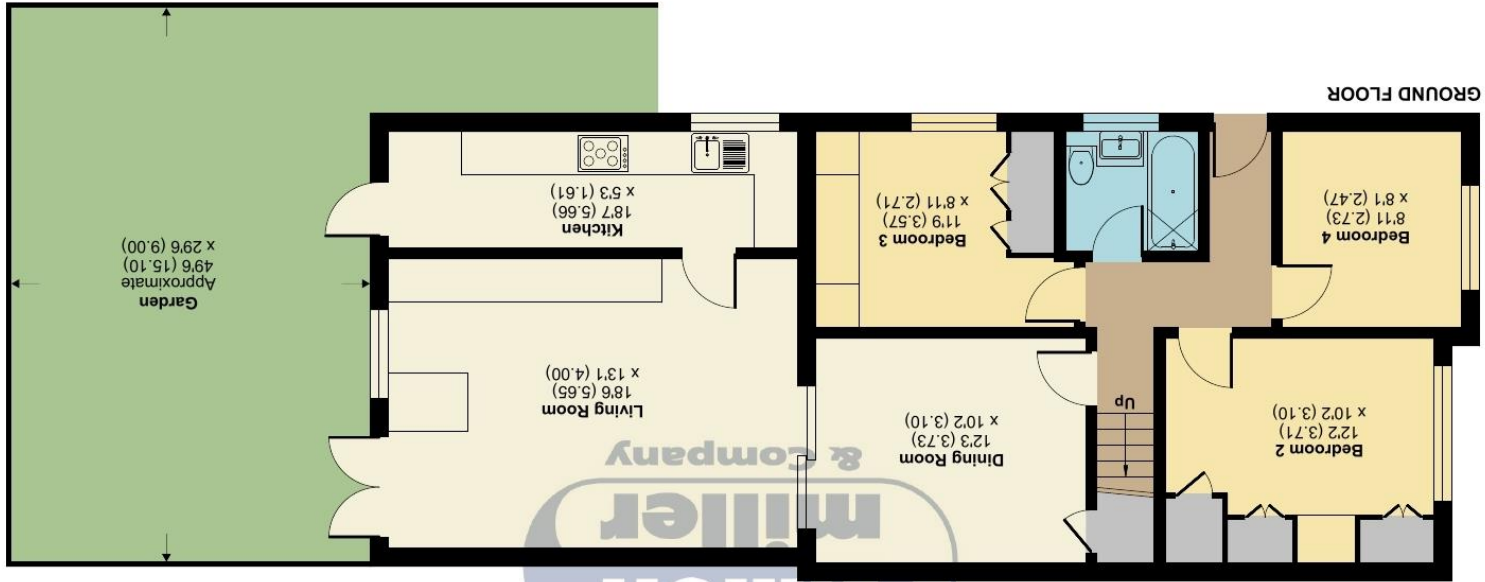 miller
& Company
Bedroom 2
12'2 (3.71)
x 10'2 (3.10)
Up
Dining Room
12'3 (3.73)
x 10'2 (3.10)
Living Room
18'6 (5.65)
x 13'1 (4.00)
Garden
Approximate
49'6 (15.10)
x 29'6 (9.00)
Bedroom 4
8'11 (2.73)
x 8'1 (2.47)
Bedroom 3
11'9 (3.57)
x 8'11 (2.71)
Kitchen
18'7 (5.66)
x 5'3 (1.61)
GROUND FLOOR